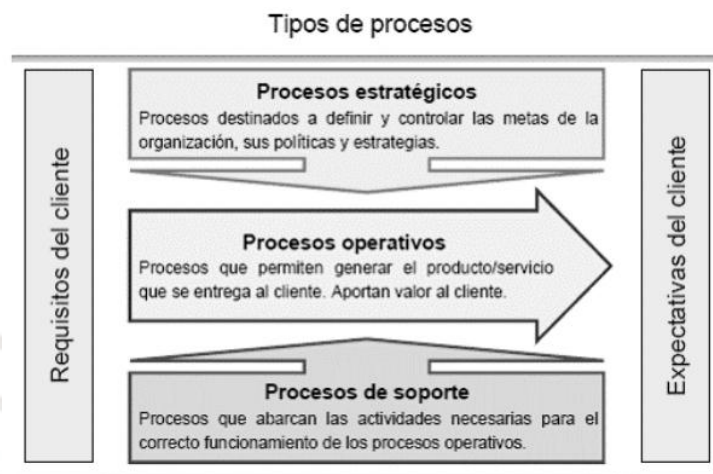 Tipos de procesos
Requisitos del cliente
Procesos estratégicos
Procesos destinados a definir y controlar las metas de la
organización, sus políticas y estrategias.
Procesos operativos
Procesos que permiten generar el producto/servicio
que se entrega al cliente. Aportan valor al cliente.
Procesos de soporte
Procesos que abarcan las actividades necesarias para el
correcto funcionamiento de los procesos operativos.
Expectativas del cliente